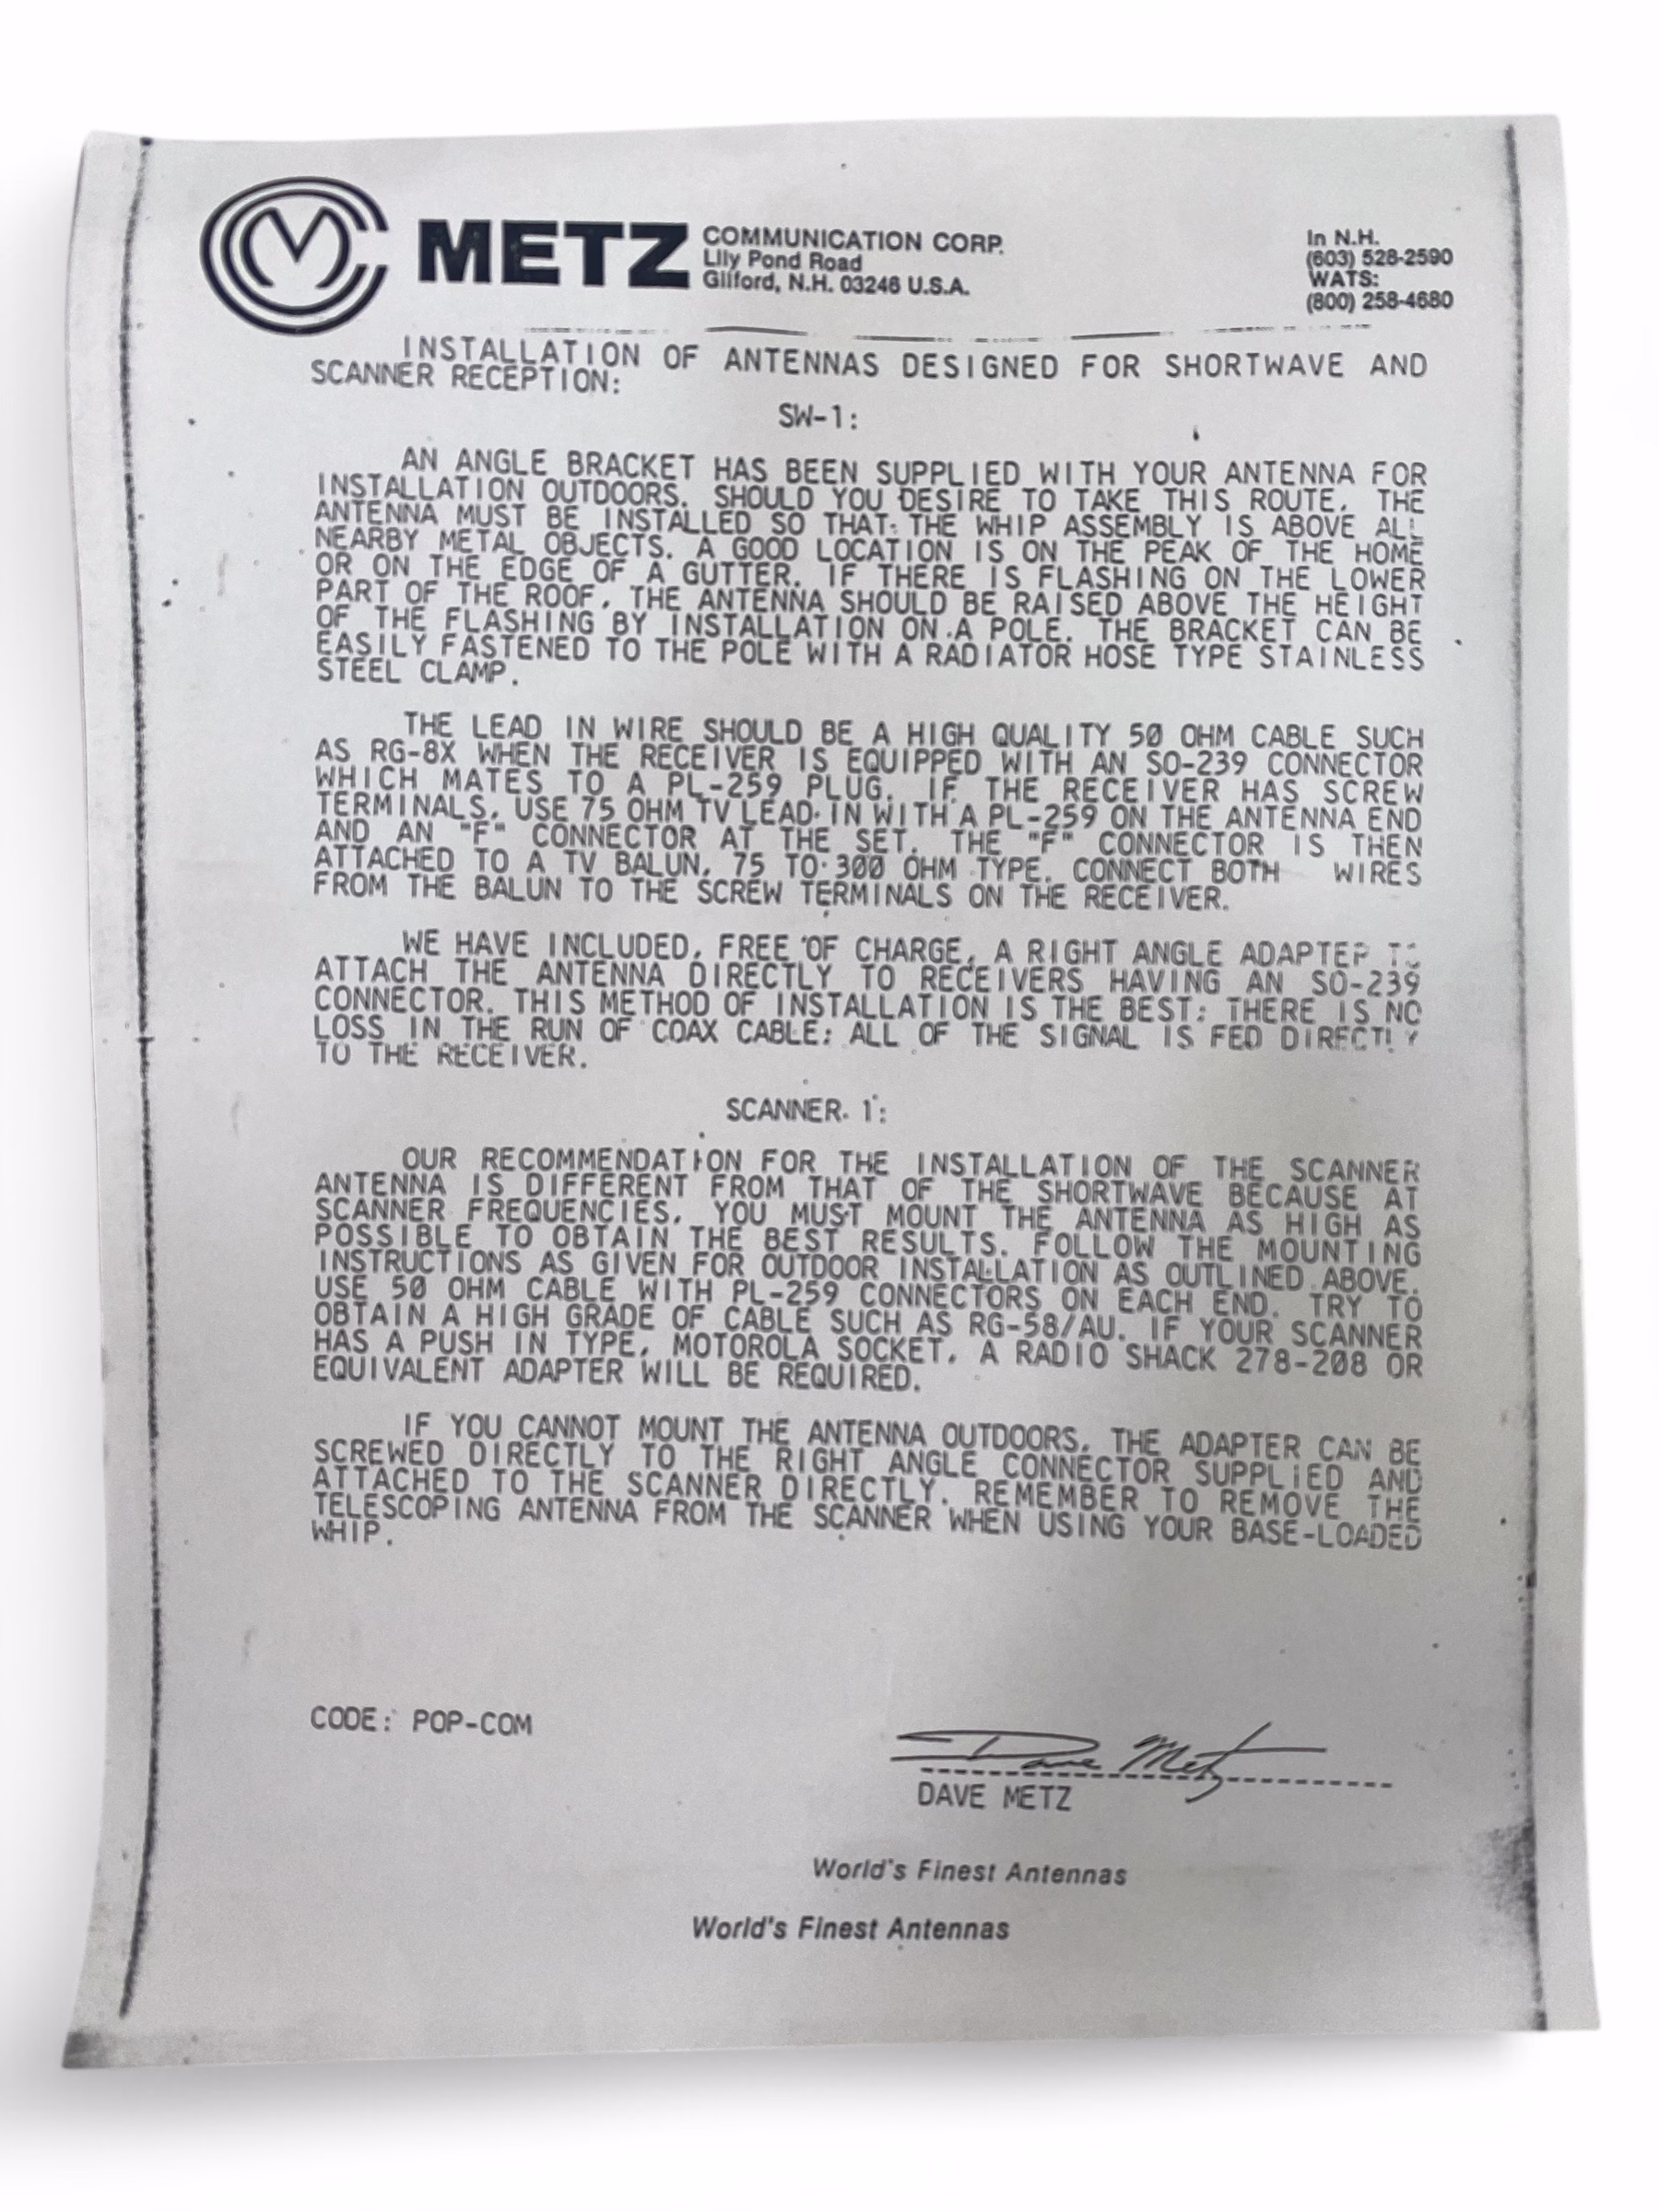 METZ COMMUNICATION CORP.
Lily Pond Road
Gilford, N.H. 03246 U.S.A.
In N.H.
(603) 528-2590
WATS:
(800) 258-4680
INSTALLATION OF ANTENNAS DESIGNED FOR SHORTWAVE AND
SCANNER RECEPTION:
SW-1:
AN ANGLE BRACKET HAS BEEN SUPPLIED WITH YOUR ANTENNA FOR
INSTALLATION OUTDOORS. SHOULD YOU DESIRE TO TAKE THIS ROUTE, THE
ANTENNA MUST BE INSTALLED SO THAT THE WHIP ASSEMBLY IS ABOVE ALL
NEARBY METAL OBJECTS. A GOOD LOCATION IS ON THE PEAK OF THE HOME
OR ON THE EDGE OF A GUTTER. IF THERE IS FLASHING ON THE LOWER
PART OF THE ROOF, THE ANTENNA SHOULD BE RAISED ABOVE THE HEIGHT
OF THE FLASHING BY INSTALLATION ON A POLE. THE BRACKET CAN BE
EASILY FASTENED TO THE POLE WITH A RADIATOR HOSE TYPE STAINLESS
STEEL CLAMP.
THE LEAD IN WIRE SHOULD BE A HIGH QUALITY 50 OHM CABLE SUCH
AS RG-8X WHEN THE RECEIVER IS EQUIPPED WITH AN SO-239 CONNECTOR
WHICH MATES TO A PL-259 PLUG. IF THE RECEIVER HAS SCREW
TERMINALS, USE 75 OHM TV LEAD IN WITH A PL-259 ON THE ANTENNA END
AND AN "F" CONNECTOR AT THE SET. THE "F" CONNECTOR IS THEN
ATTACHED TO A TV BALUN, 75 TO 300 OHM TYPE. CONNECT BOTH WIRES
FROM THE BALUN TO THE SCREW TERMINALS ON THE RECEIVER.
WE HAVE INCLUDED, FREE OF CHARGE, A RIGHT ANGLE ADAPTER TO
ATTACH THE ANTENNA DIRECTLY TO RECEIVERS HAVING AN SO-239
CONNECTOR. THIS METHOD OF INSTALLATION IS THE BEST; THERE IS NO
LOSS IN THE RUN OF COAX CABLE; ALL OF THE SIGNAL IS FED DIRECTLY
TO THE RECEIVER.
SCANNER 1:
OUR RECOMMENDATION FOR THE INSTALLATION OF THE SCANNER
ANTENNA IS DIFFERENT FROM THAT OF THE SHORTWAVE BECAUSE AT
SCANNER FREQUENCIES, YOU MUST MOUNT THE ANTENNA AS HIGH AS
POSSIBLE TO OBTAIN THE BEST RESULTS. FOLLOW THE MOUNTING
INSTRUCTIONS AS GIVEN FOR OUTDOOR INSTALLATION AS OUTLINED ABOVE.
USE 50 OHM CABLE WITH PL-259 CONNECTORS ON EACH END. TRY TO
OBTAIN A HIGH GRADE OF CABLE SUCH AS RG-58/AU. IF YOUR SCANNER
HAS A PUSH IN TYPE, MOTOROLA SOCKET, A RADIO SHACK 278-208 OR
EQUIVALENT ADAPTER WILL BE REQUIRED.
IF YOU CANNOT MOUNT THE ANTENNA OUTDOORS, THE ADAPTER CAN BE
SCREWED DIRECTLY TO THE RIGHT ANGLE CONNECTOR SUPPLIED AND
ATTACHED TO THE SCANNER DIRECTLY. REMEMBER TO REMOVE THE
TELESCOPING ANTENNA FROM THE SCANNER WHEN USING YOUR BASE-LOADED
WHIP.
CODE: POP-COM
Dave Metz
DAVE METZ
World's Finest Antennas
World's Finest Antennas